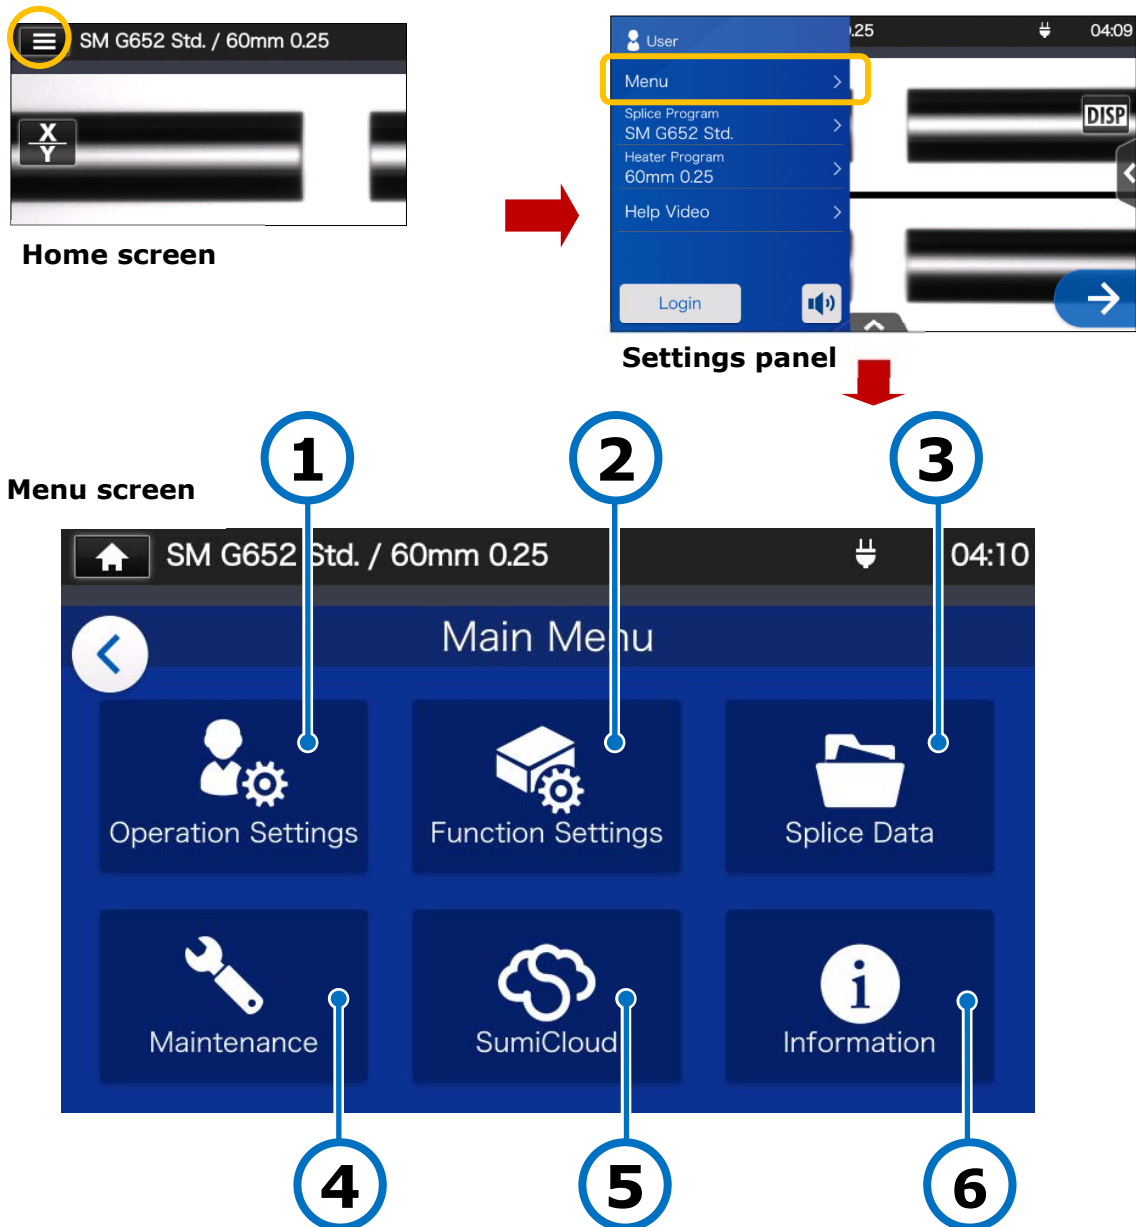 SM G652 Std. / 60mm 0.25
X
Y
Home screen
User
.25
04:09
Menu
Splice Program
SM G652 Std.
Heater Program
60mm 0.25
Help Video
Login
DISP
Settings panel
1
2
3
Menu screen
SM G652 Std. / 60mm 0.25
04:10
Main Menu
Operation Settings
Function Settings
Splice Data
Maintenance
SumiCloud
i
Information
4
5
6